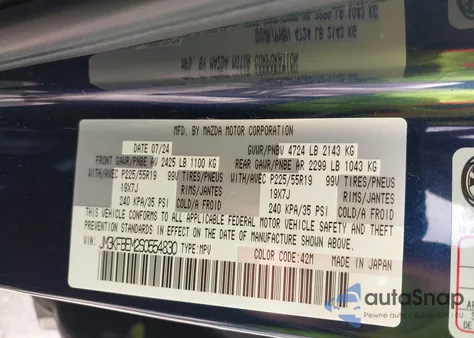 MFD. BY MAZDA MOTOR CORPORATION
DATE 07/24 GVWR/PNBV 4724 LB 2143 KG
FRONT GAWR/PNBE AV 2425 LB 1100 KG REAR GAWR/PNBE AR 2299 LB 1043 KG
WITH/AVEC P225/55R19 99V TIRES/PNEUS WITH/AVEC P225/55R19 99V TIRES/PNEUS
19X7J RIMS/JANTES 19X7J RIMS/JANTES
240 KPA/35 PSI COLD/A FROID 240 KPA/35 PSI COLD/A FROID
THIS VEHICLE CONFORMS TO ALL APPLICABLE FEDERAL MOTOR VEHICLE SAFETY AND THEFT
PREVENTION STANDARDS IN EFFECT ON THE DATE OF MANUFACTURE SHOWN ABOVE.
JM3KFBEM2S0554830 TYPE: MPV
COLOR: 42M MADE IN JAPAN
autoSnap
Pewne auto z